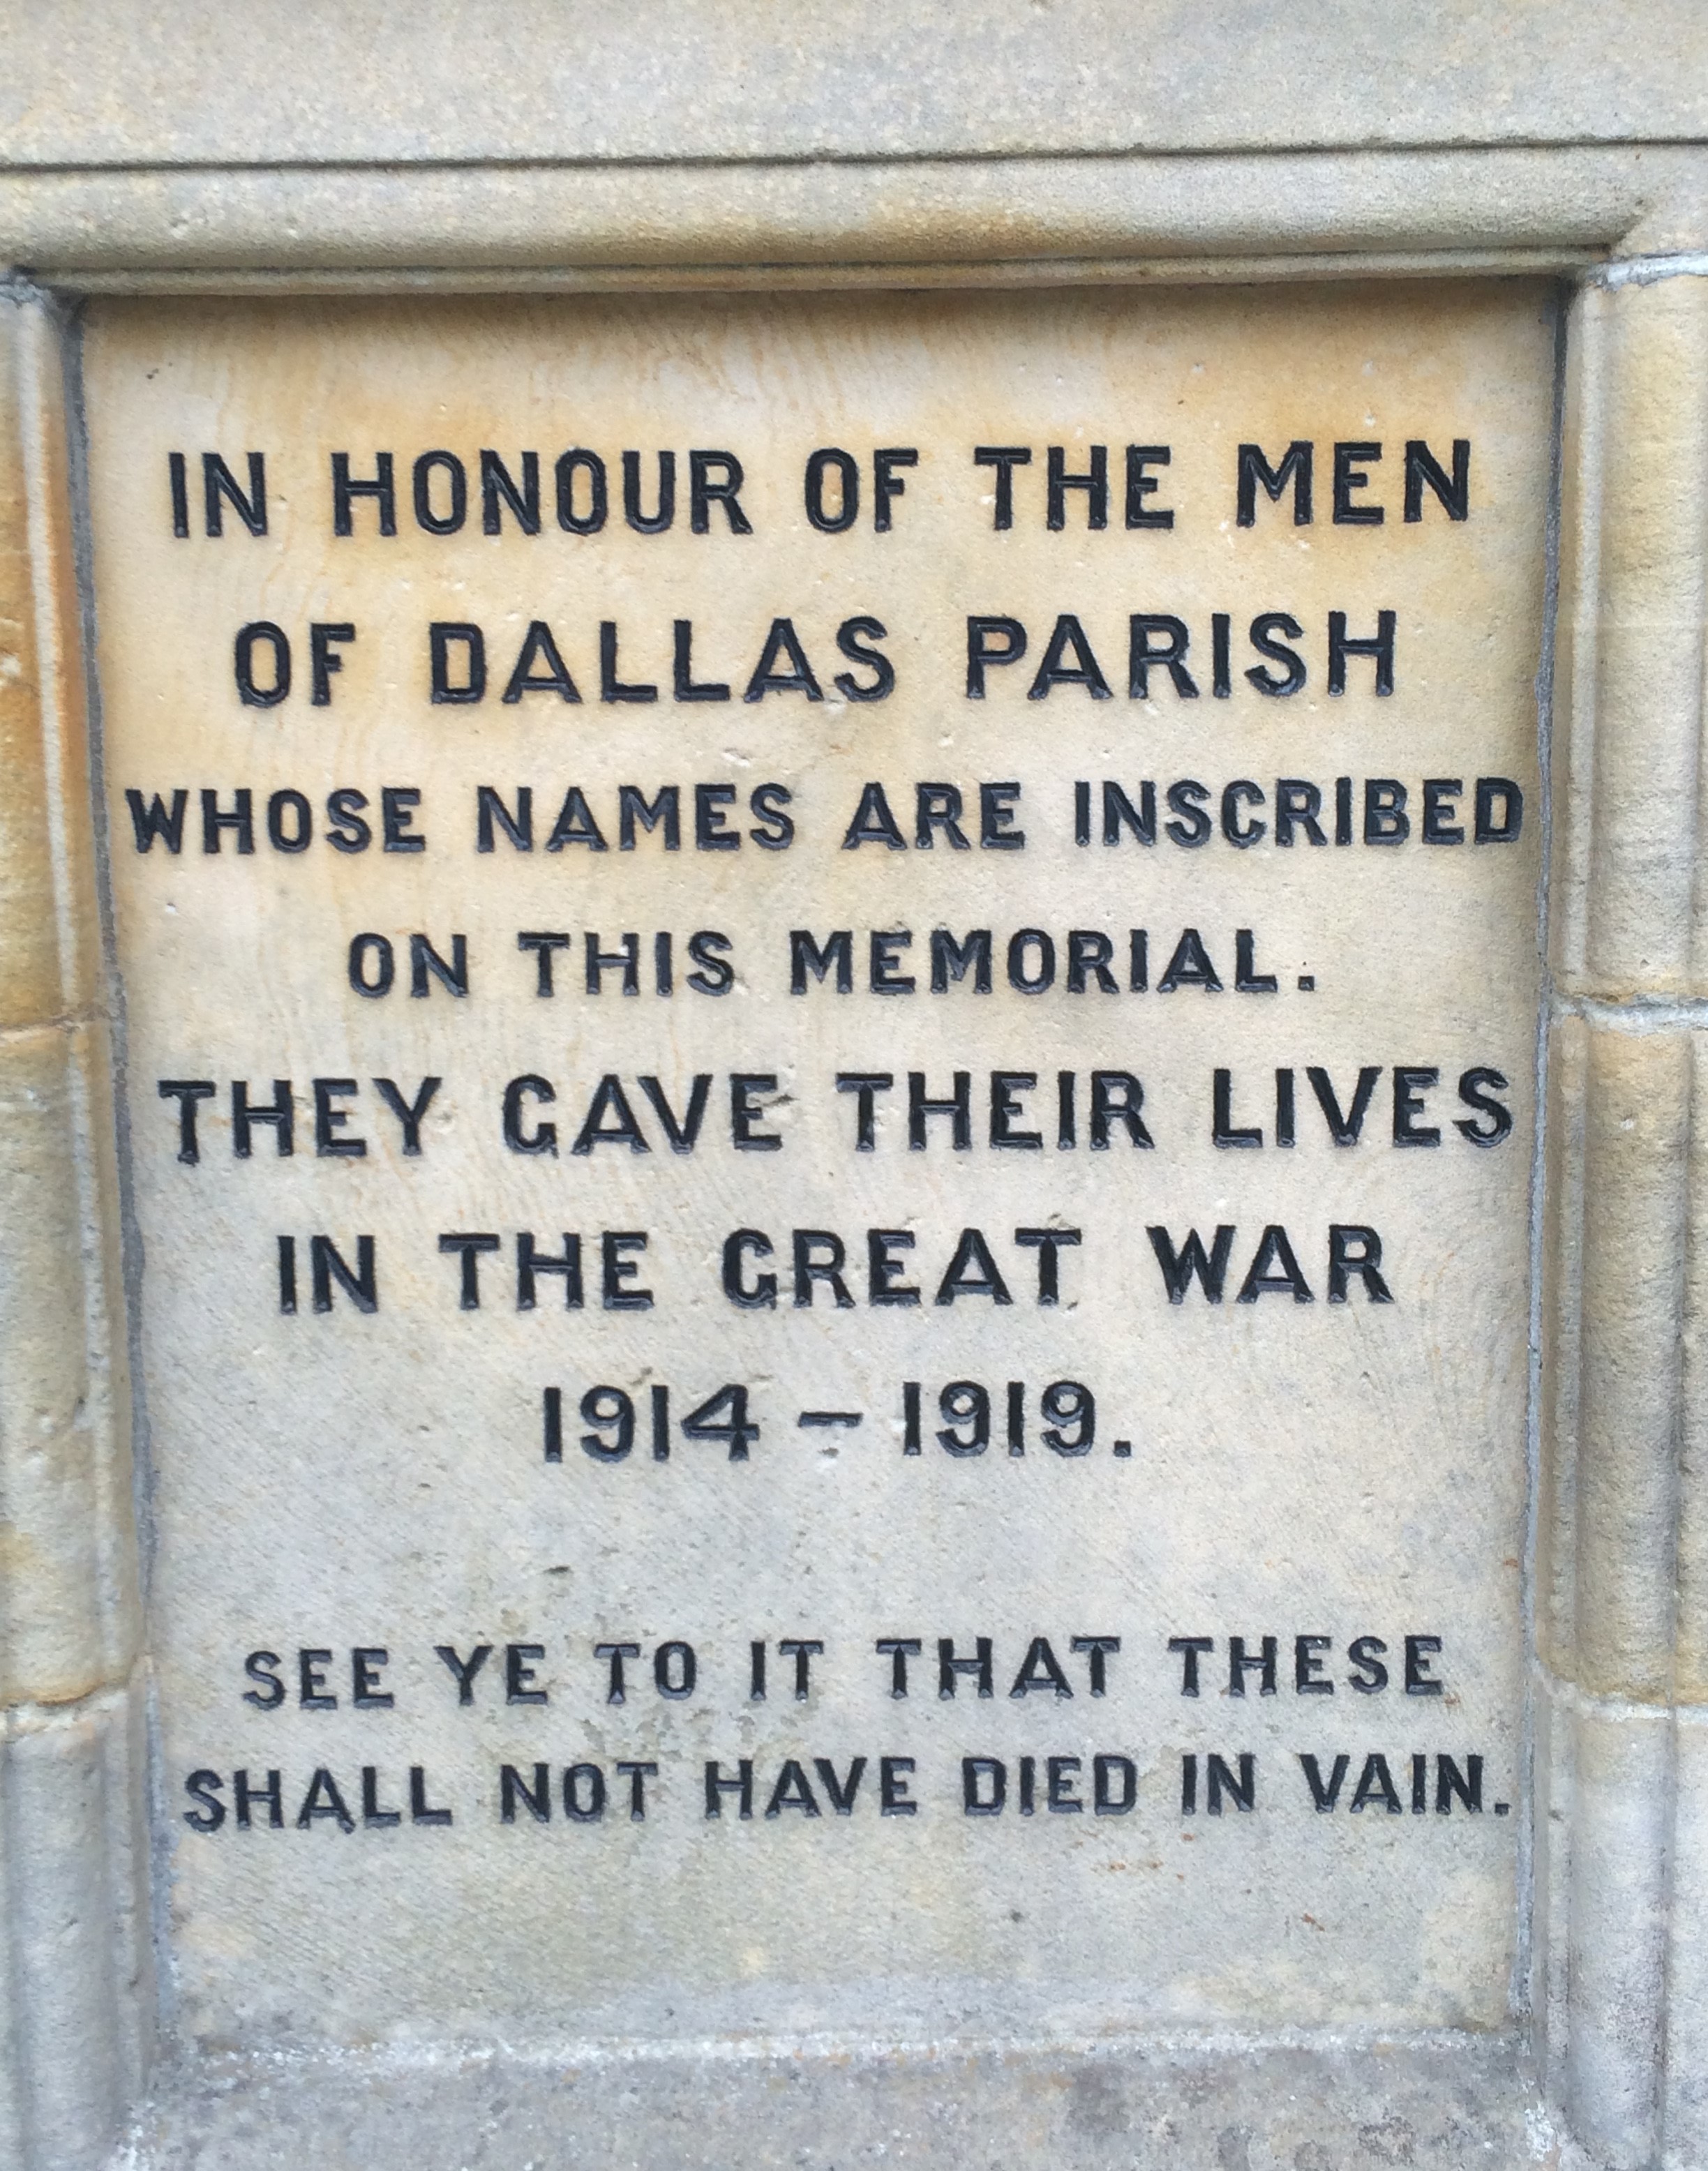 IN HONOUR OF THE MEN
OF DALLAS PARISH
WHOSE NAMES ARE INSCRIBED
ON THIS MEMORIAL.
THEY GAVE THEIR LIVES
IN THE GREAT WAR
1914 – 1919.
SEE YE TO IT THAT THESE
SHALL NOT HAVE DIED IN VAIN.